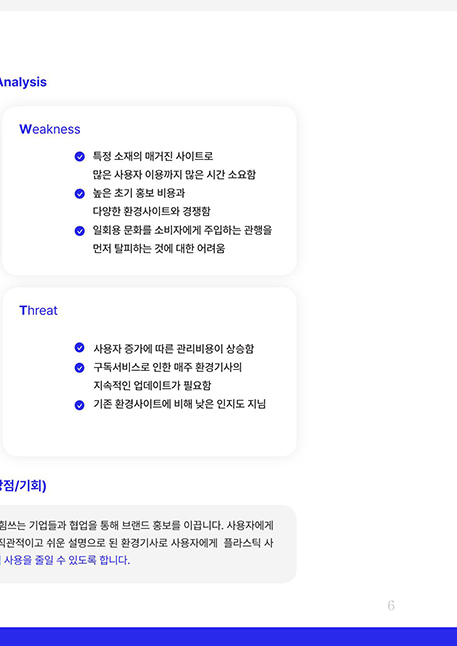 Analysis
Weakness
특정 소재의 매거진 사이트로
많은 사용자 이용까지 많은 시간 소요함
높은 초기 홍보 비용과
다양한 환경사이트와 경쟁함
일회용 문화를 소비자에게 주입하는 관행을
먼저 탈피하는 것에 대한 어려움
Threat
사용자 증가에 따른 관리비용이 상승함
구독서비스로 인한 매주 환경기사의
지속적인 업데이트가 필요함
기존 환경사이트에 비해 낮은 인지도 지님
강점/기회)
힘쓰는 기업들과 협업을 통해 브랜드 홍보를 이끕니다. 사용자에게
직관적이고 쉬운 설명으로 된 환경기사로 사용자에게 플라스틱 사
사용을 줄일 수 있도록 합니다.
6